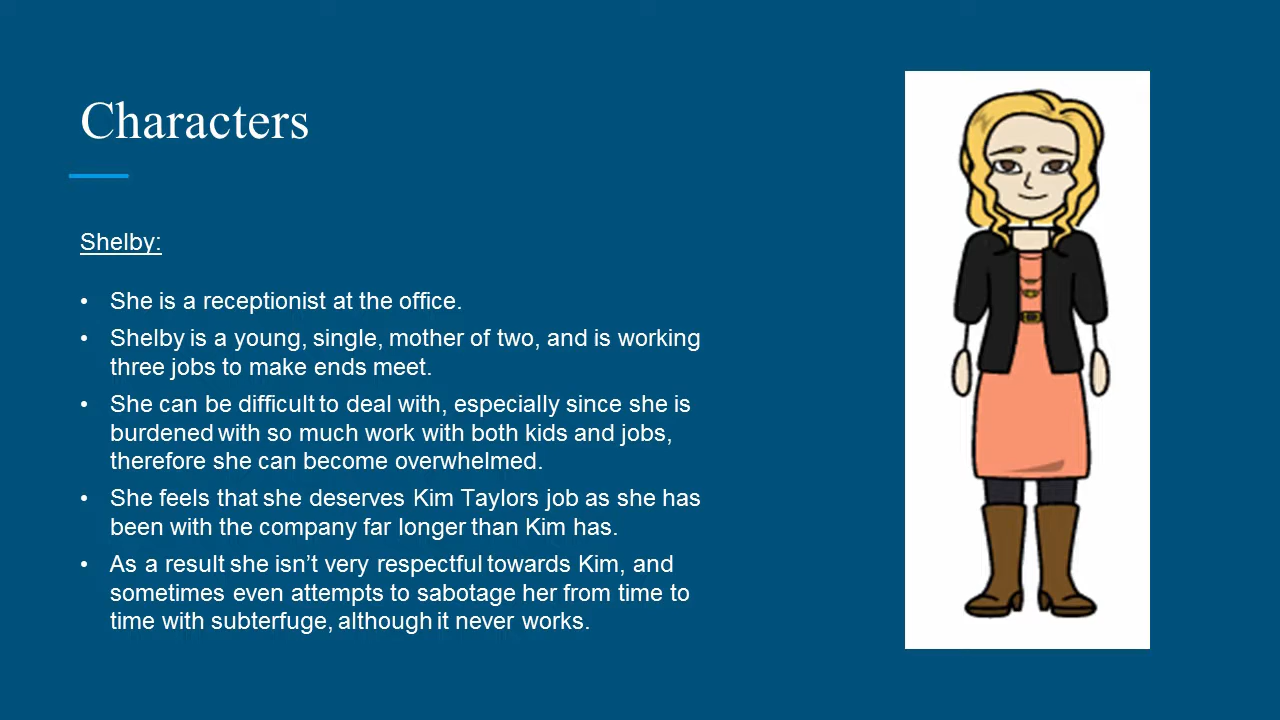 Characters
Shelby:
• She is a receptionist at the office.
• Shelby is a young, single, mother of two, and is working
three jobs to make ends meet.
• She can be difficult to deal with, especially since she is
burdened with so much work with both kids and jobs,
therefore she can become overwhelmed.
• She feels that she deserves Kim Taylors job as she has
been with the company far longer than Kim has.
• As a result she isn’t very respectful towards Kim, and
sometimes even attempts to sabotage her from time to
time with subterfuge, although it never works.